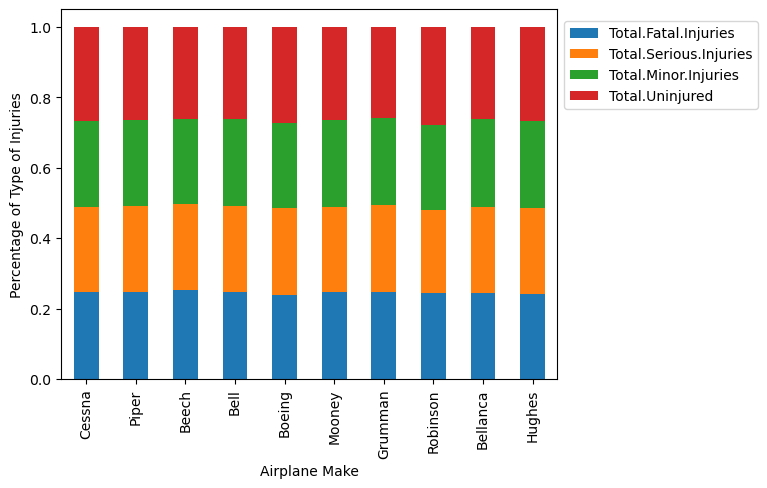 1.0
0.8
0.6
0.4
0.2
0.0
Percentage of Type of Injuries
Cessna
Piper
Beech
Bell
Boeing
Mooney
Grumman
Robinson
Bellanca
Hughes
Airplane Make
Total.Fatal.Injuries
Total.Serious.Injuries
Total.Minor.Injuries
Total.Uninjured